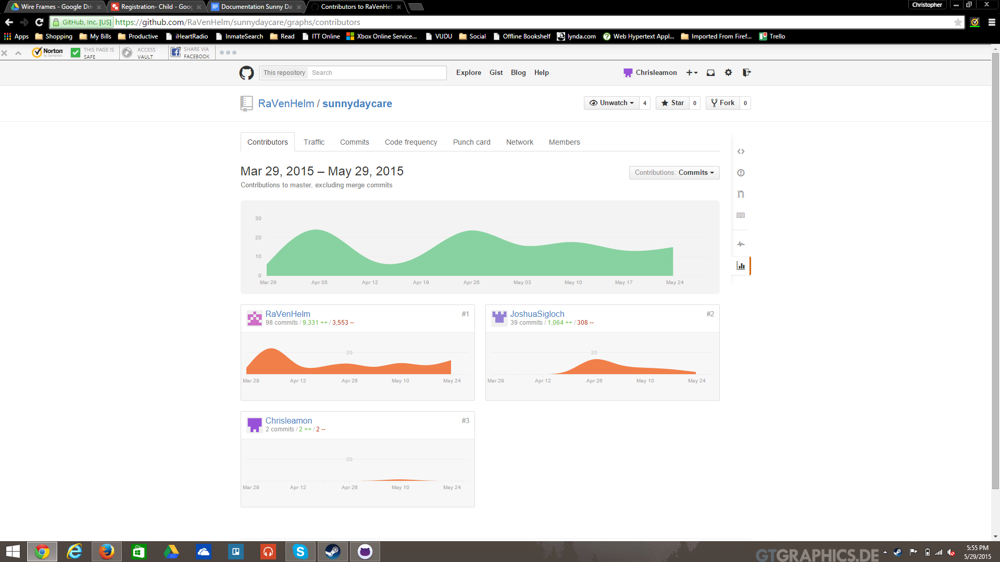 Wire Frames - Google Dri
Registration- Child - Goog
Documentation Sunny Da
Contributors to RaVenHel
Christopher
GitHub, Inc. [US]
https://github.com/RaVenHelm/sunnydaycare/graphs/contributors
Apps
Shopping
My Bills
Productive
iHeartRadio
InmateSearch
Read
ITT Online
Xbox Online Service...
VUDU
Social
Offline Bookshelf
lynda.com
Web Hypertext Appl...
Imported From Firef...
Trello
Norton
by Symantec
THIS PAGE IS
SAFE
ACCESS
VAULT
SHARE VIA
FACEBOOK
This repository
Search
Explore
Gist
Blog
Help
Chrisleamon
RaVenHelm / sunnydaycare
Unwatch
4
Star
0
Fork
0
Contributors
Traffic
Commits
Code frequency
Punch card
Network
Members
Mar 29, 2015 – May 29, 2015
Contributions: Commits
Contributions to master, excluding merge commits
30
20
10
0
Mar 29
Apr 05
Apr 12
Apr 19
Apr 26
May 03
May 10
May 17
May 24
RaVenHelm
#1
98 commits / 9,331 ++ / 3,553 --
20
Mar 29
Apr 12
Apr 26
May 10
May 24
JoshuaSigloch
#2
39 commits / 1,064 ++ / 308 --
20
Mar 29
Apr 12
Apr 26
May 10
May 24
Chrisleamon
#3
2 commits / 2 ++ / 2 --
20
Mar 29
Apr 12
Apr 26
May 10
May 24
GTGRAPHICS.DE
5:55 PM
5/29/2015